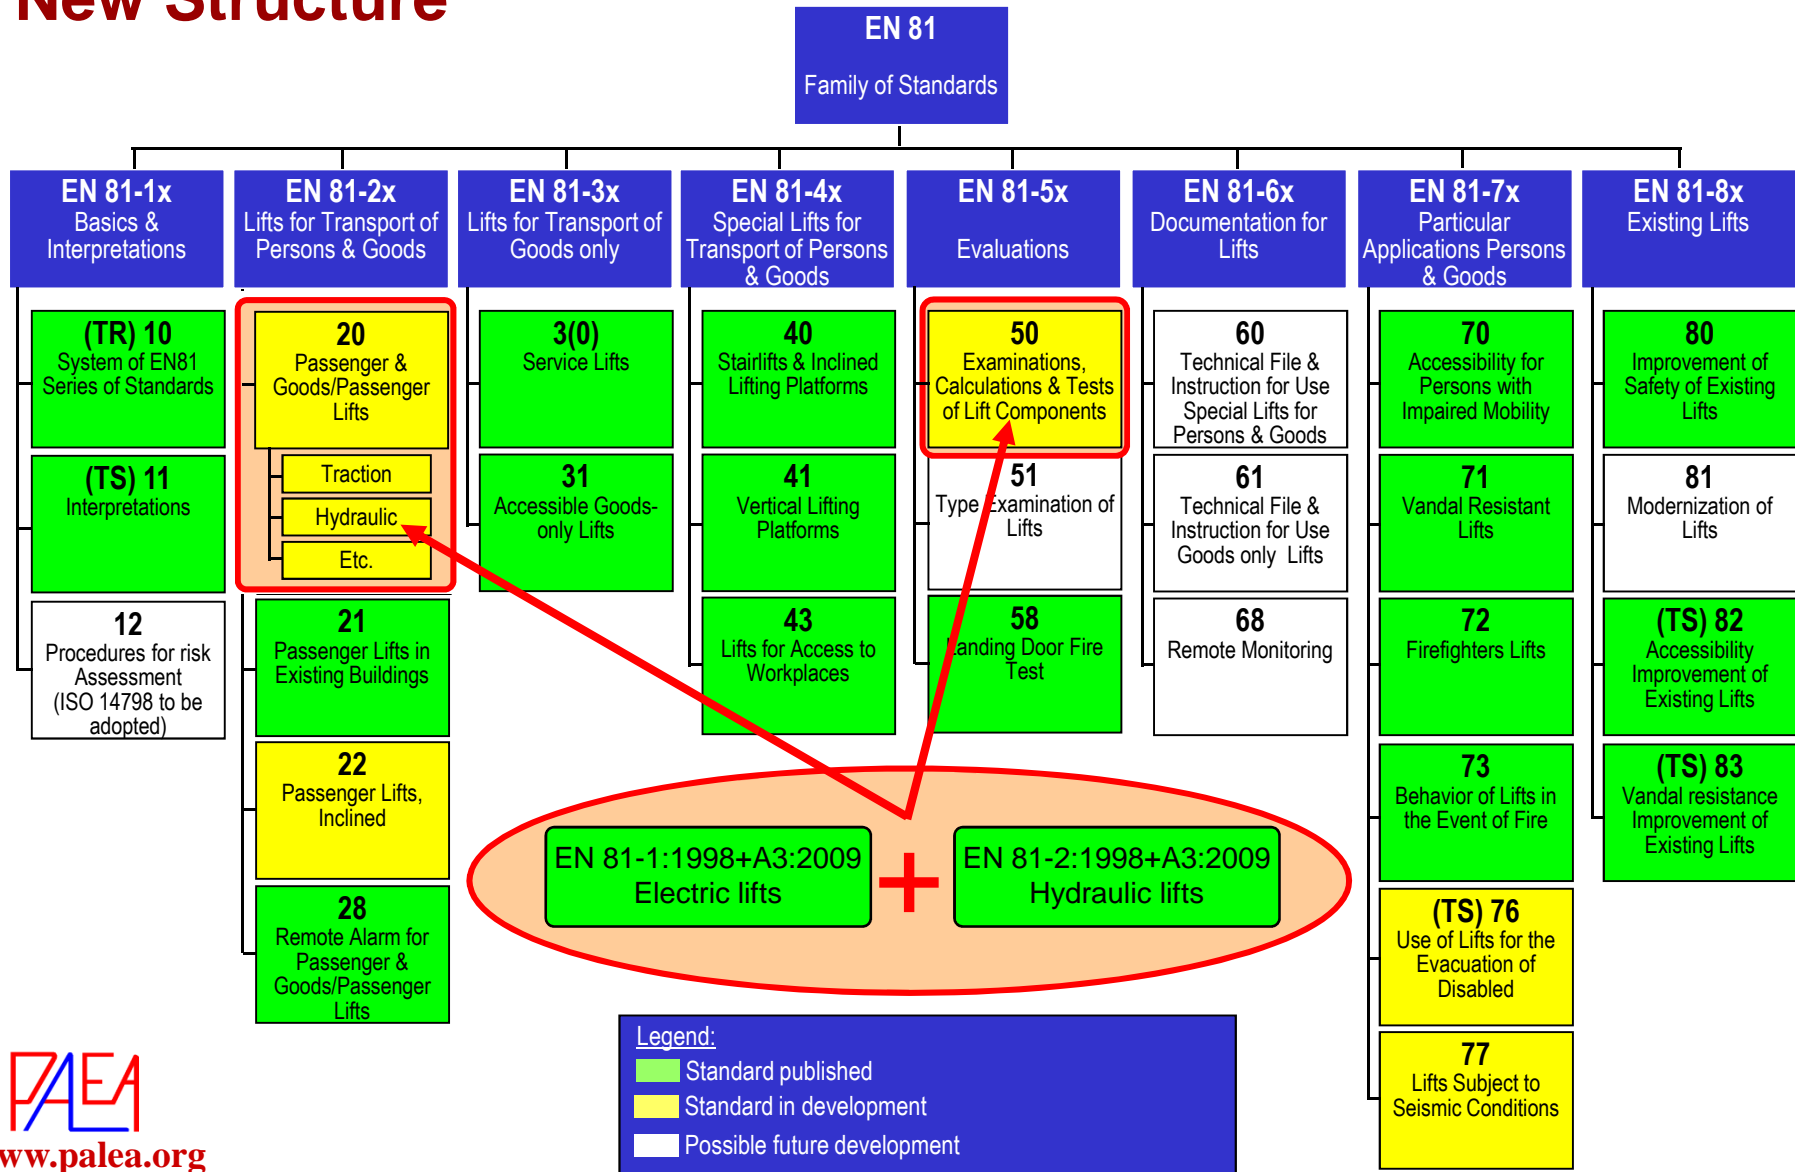 New Structure
EN 81
Family of Standards
EN 81-1x
Basics &
Interpretations
EN 81-2x
Lifts for Transport of
Persons & Goods
EN 81-3x
Lifts for Transport of
Goods only
EN 81-4x
Special Lifts for
Transport of Persons
& Goods
EN 81-5x
Evaluations
EN 81-6x
Documentation for
Lifts
EN 81-7x
Particular
Applications Persons
& Goods
EN 81-8x
Existing Lifts
(TR) 10
System of EN81
Series of Standards
(TS) 11
Interpretations
12
Procedures for risk
Assessment
(ISO 14798 to be
adopted)
20
Passenger &
Goods/Passenger
Lifts
Traction
Hydraulic
Etc.
21
Passenger Lifts in
Existing Buildings
22
Passenger Lifts,
Inclined
28
Remote Alarm for
Passenger &
Goods/Passenger
Lifts
3(0)
Service Lifts
31
Accessible Goods-
only Lifts
40
Stairlifts & Inclined
Lifting Platforms
41
Vertical Lifting
Platforms
43
Lifts for Access to
Workplaces
50
Examinations,
Calculations & Tests
of Lift Components
51
Type Examination of
Lifts
58
Landing Door Fire
Test
60
Technical File &
Instruction for Use
Special Lifts for
Persons & Goods
61
Technical File &
Instruction for Use
Goods only Lifts
68
Remote Monitoring
70
Accessibility for
Persons with
Impaired Mobility
71
Vandal Resistant
Lifts
72
Firefighters Lifts
73
Behavior of Lifts in
the Event of Fire
(TS) 76
Use of Lifts for the
Evacuation of
Disabled
77
Lifts Subject to
Seismic Conditions
80
Improvement of
Safety of Existing
Lifts
81
Modernization of
Lifts
(TS) 82
Accessibility
Improvement of
Existing Lifts
(TS) 83
Vandal resistance
Improvement of
Existing Lifts
EN 81-1:1998+A3:2009
Electric lifts
+
EN 81-2:1998+A3:2009
Hydraulic lifts
Legend:
Standard published
Standard in development
Possible future development
PALEA
ww.palea.org